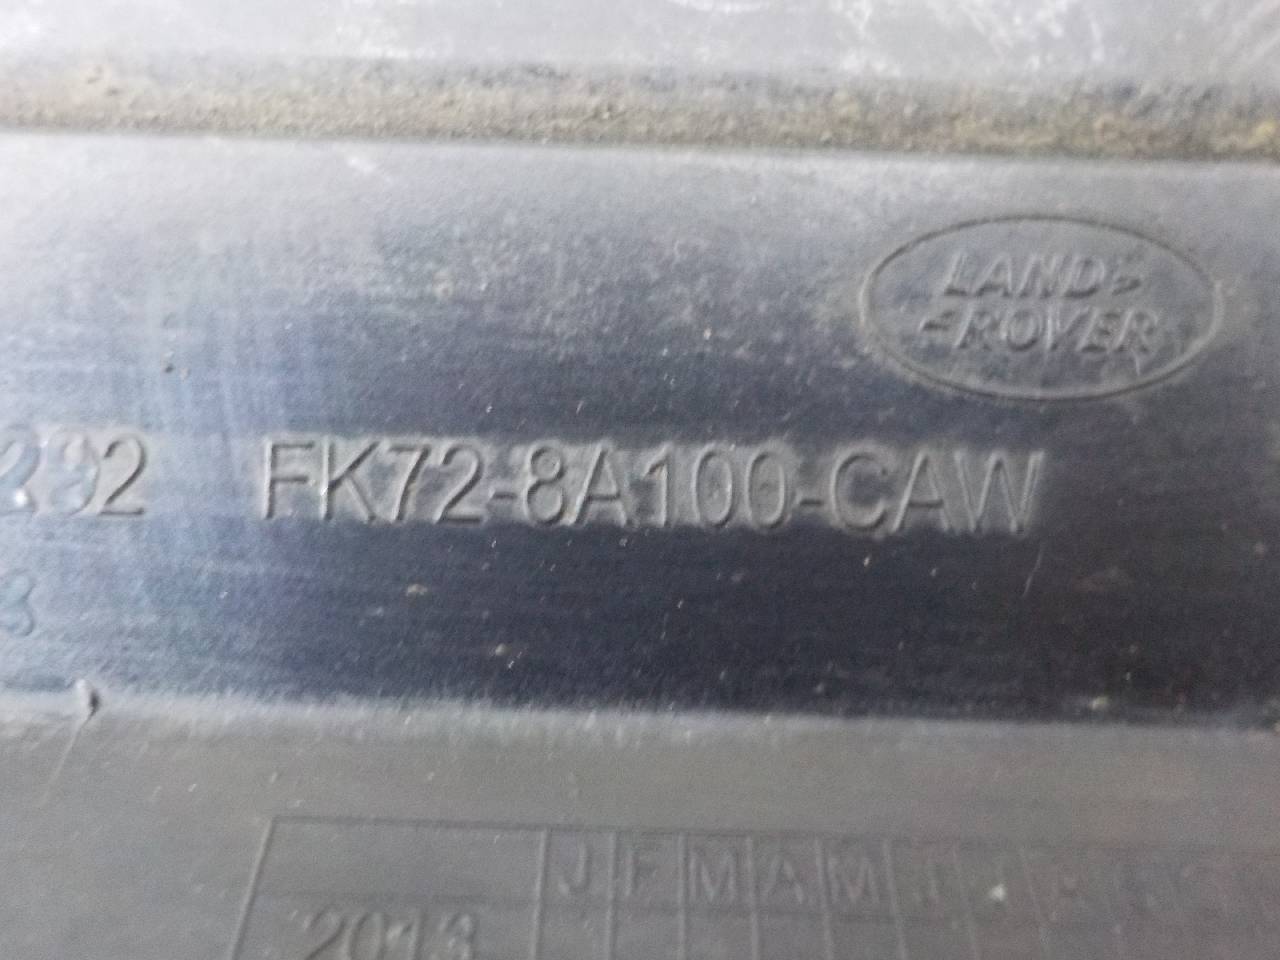 LAND
ROVER
FK72-8A100-CAW
J F M A M J
2013